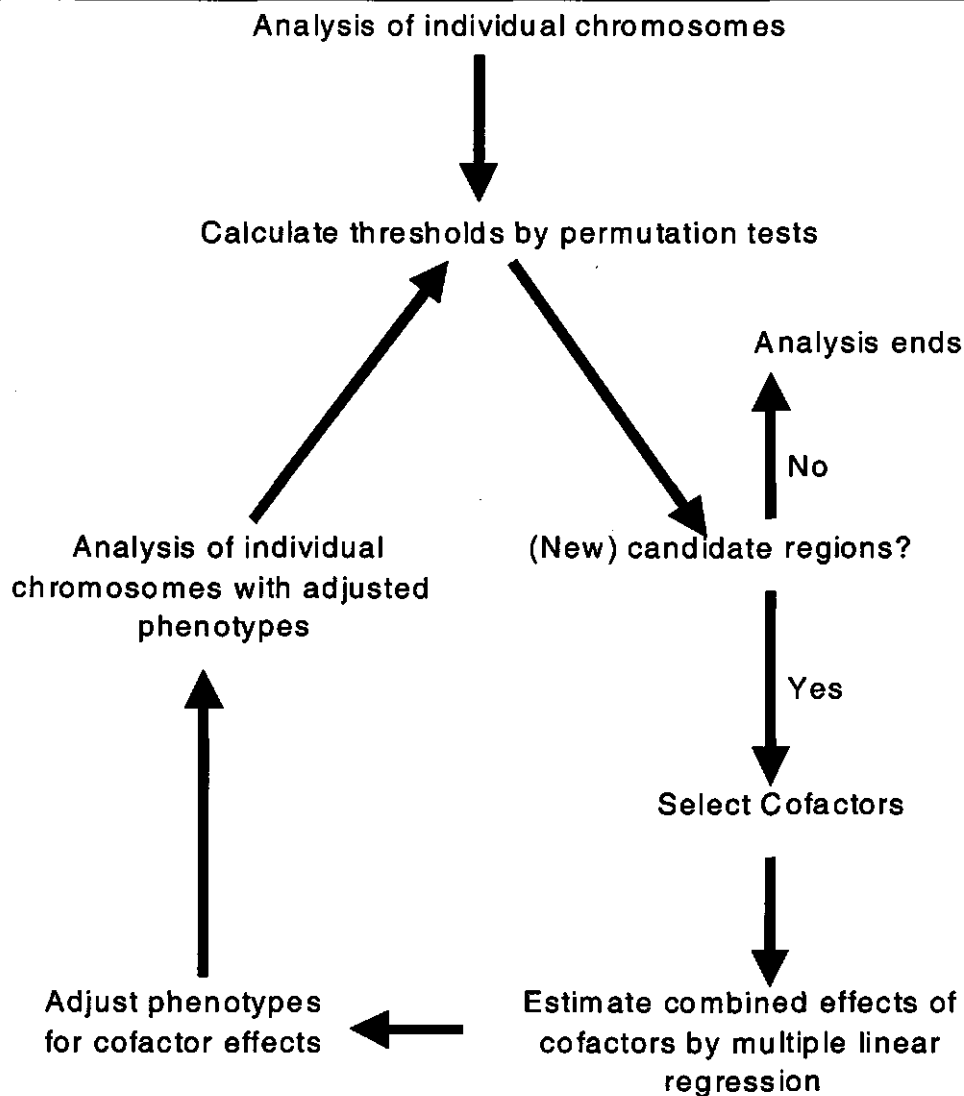 Analysis of individual chromosomes
Calculate thresholds by permutation tests
Analysis ends
No
Analysis of individual
chromosomes with adjusted
phenotypes
(New) candidate regions?
Yes
Select Cofactors
Adjust phenotypes
for cofactor effects
Estimate combined effects of
cofactors by multiple linear
regression